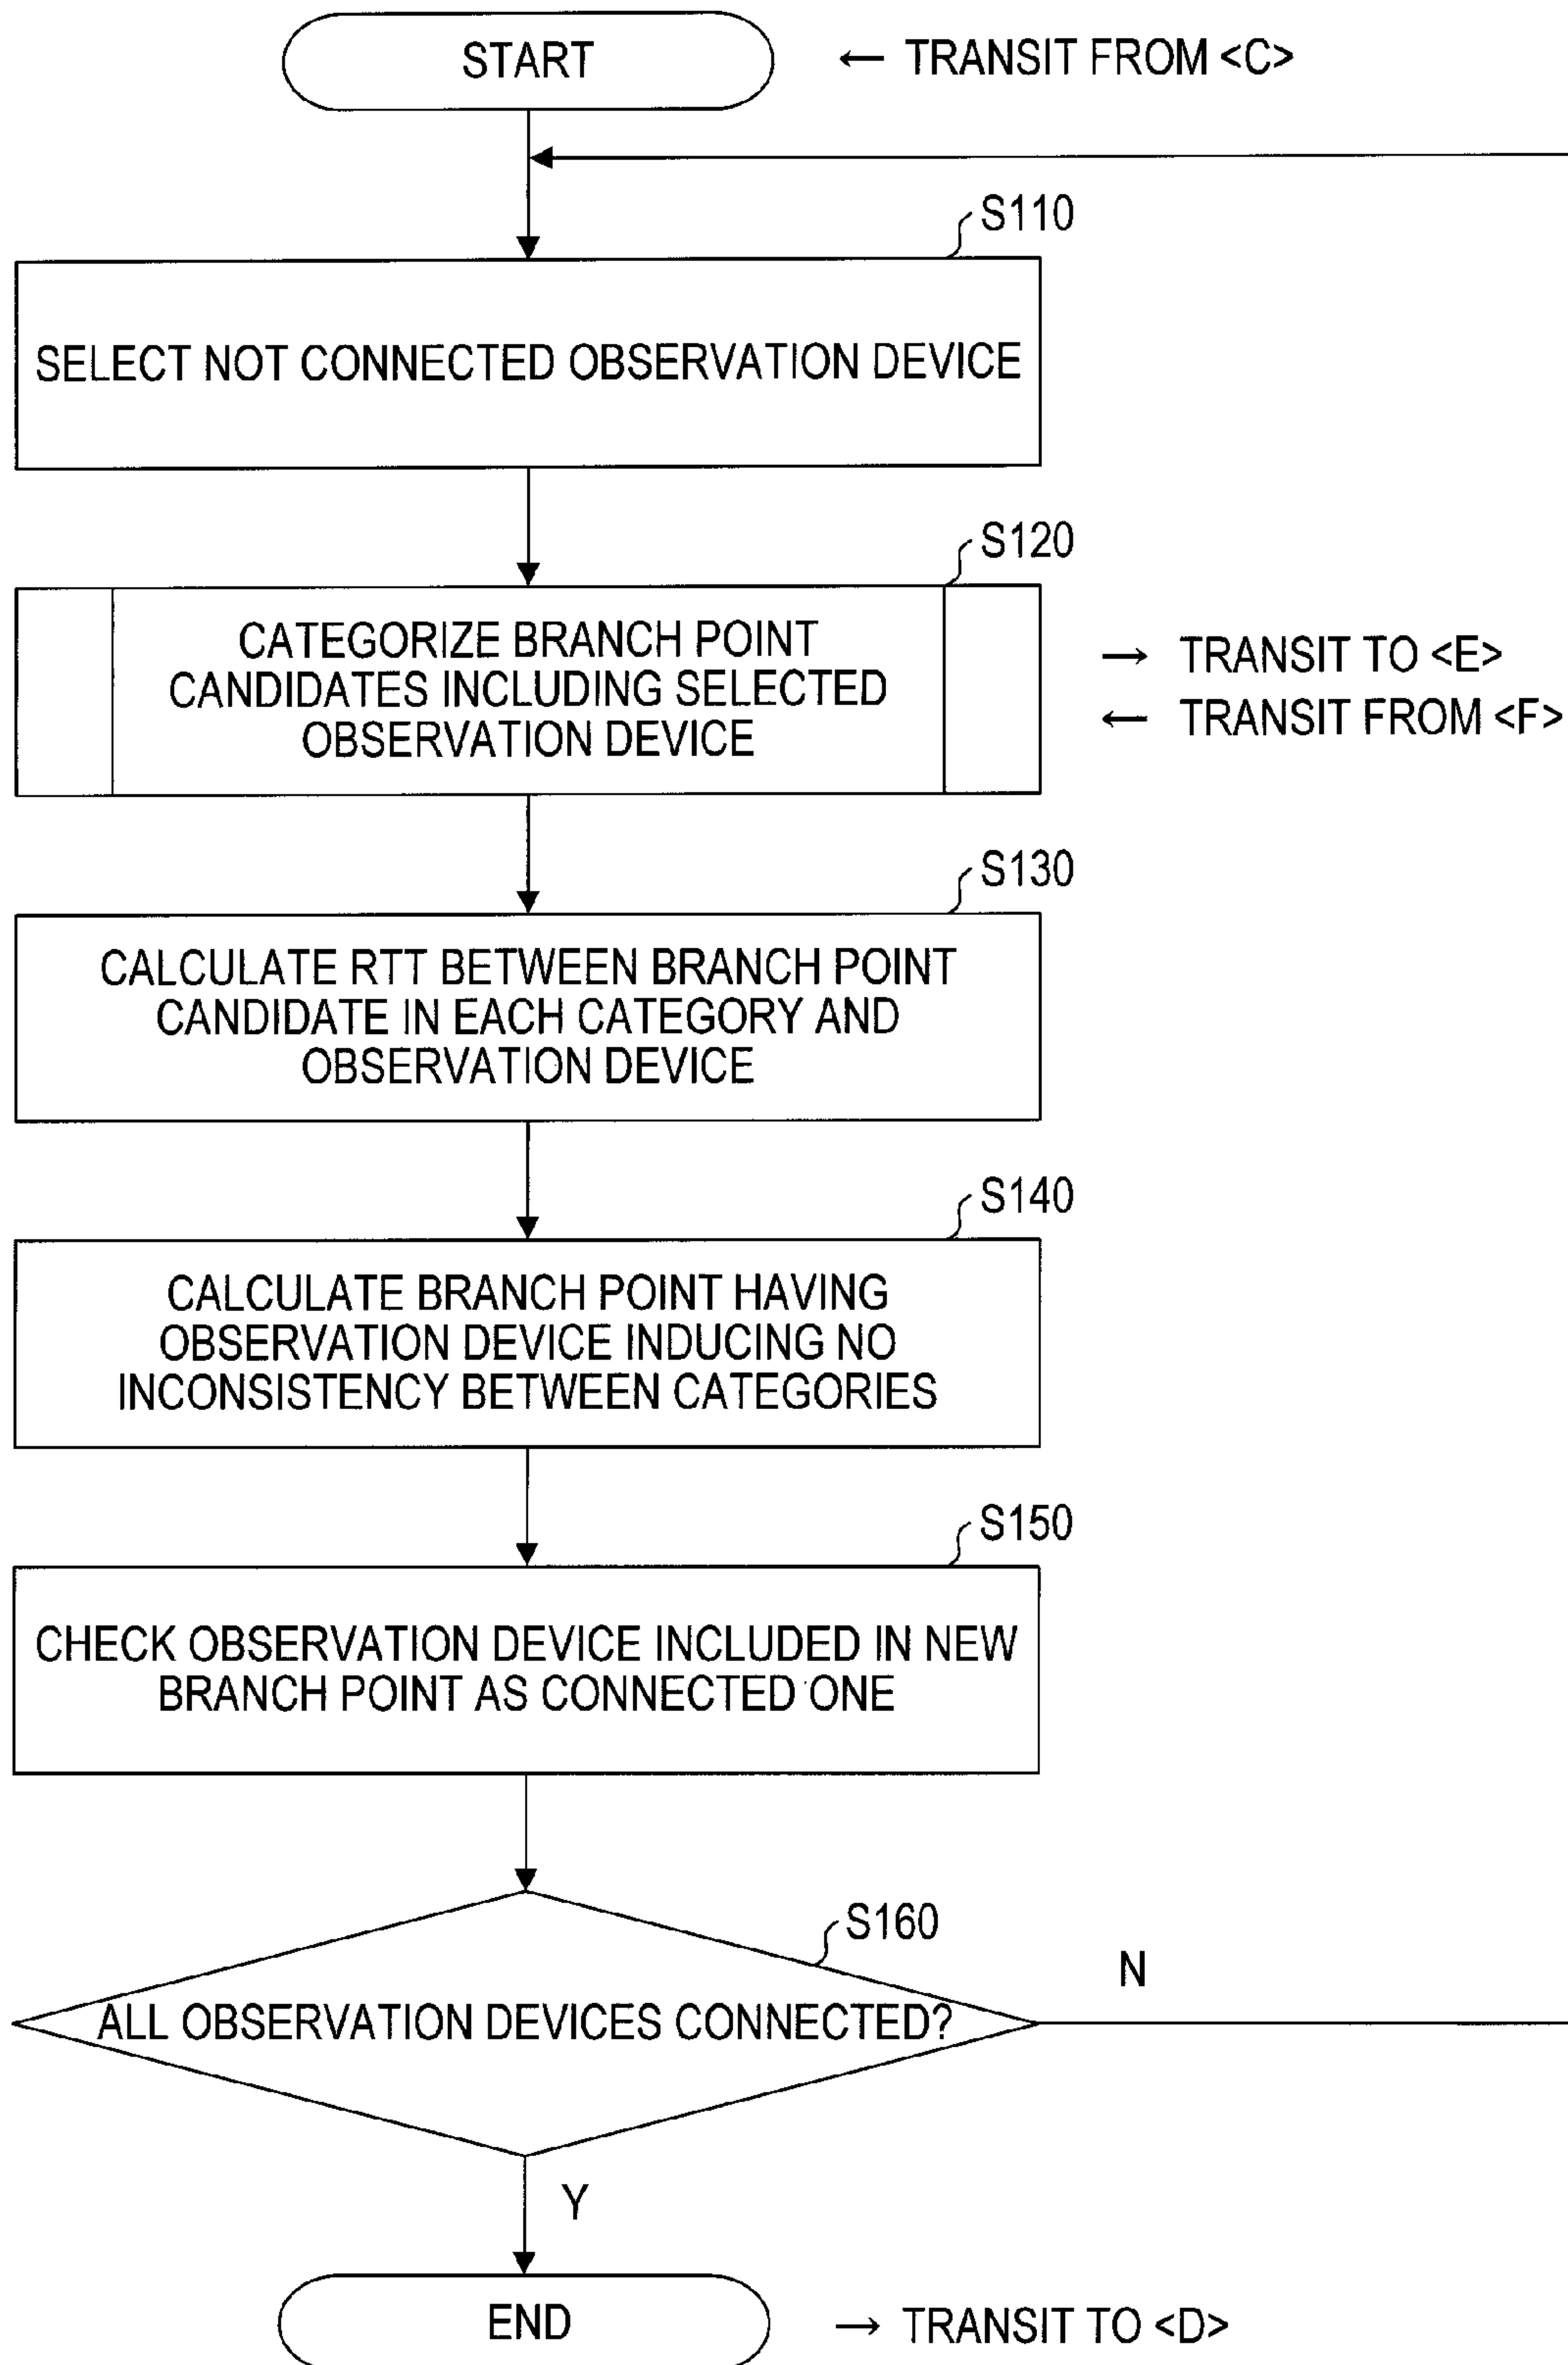 START
← TRANSIT FROM <C>
S110
SELECT NOT CONNECTED OBSERVATION DEVICE
S120
CATEGORIZE BRANCH POINT
CANDIDATES INCLUDING SELECTED
OBSERVATION DEVICE
→ TRANSIT TO <E>
← TRANSIT FROM <F>
S130
CALCULATE RTT BETWEEN BRANCH POINT
CANDIDATE IN EACH CATEGORY AND
OBSERVATION DEVICE
S140
CALCULATE BRANCH POINT HAVING
OBSERVATION DEVICE INDUCING NO
INCONSISTENCY BETWEEN CATEGORIES
S150
CHECK OBSERVATION DEVICE INCLUDED IN NEW
BRANCH POINT AS CONNECTED ONE
S160
N
ALL OBSERVATION DEVICES CONNECTED?
Y
END
→ TRANSIT TO <D>